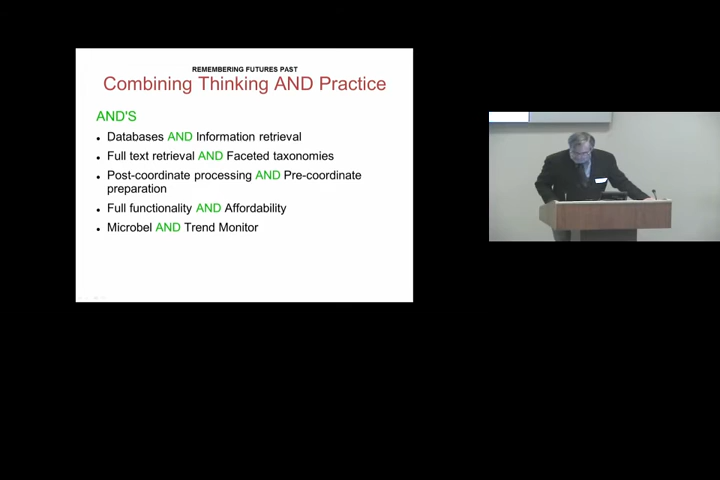 REMEMBERING FUTURES PAST
Combining Thinking AND Practice
AND'S
• Databases AND Information retrieval
• Full text retrieval AND Faceted taxonomies
• Post-coordinate processing AND Pre-coordinate
preparation
• Full functionality AND Affordability
• Microbel AND Trend Monitor